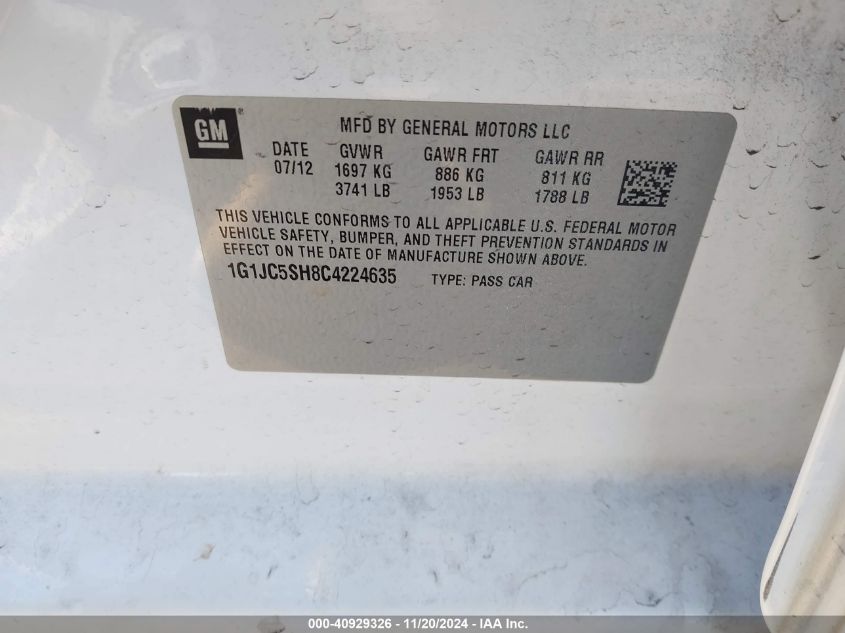 GM®
MFD BY GENERAL MOTORS LLC
DATE GVWR GAWR FRT GAWR RR
07/12 1697 KG 886 KG 811 KG
3741 LB 1953 LB 1788 LB
THIS VEHICLE CONFORMS TO ALL APPLICABLE U.S. FEDERAL MOTOR
VEHICLE SAFETY, BUMPER, AND THEFT PREVENTION STANDARDS IN
EFFECT ON THE DATE OF MANUFACTURE SHOWN ABOVE.
1G1JC5SH8C4224635 TYPE: PASS CAR
000-40929326 - 11/20/2024 - IAA Inc.